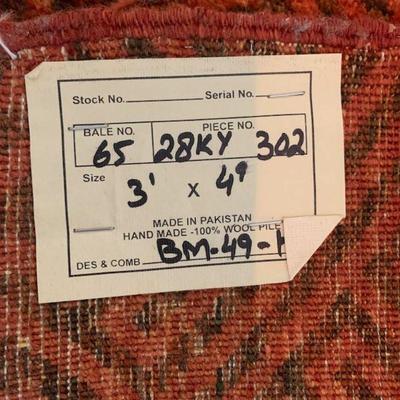 Stock No. Serial No.
BALE NO. PIECE NO.
65 28KY 302
Size 3' x 49
MADE IN PAKISTAN
HAND MADE -100% WOOL PILE
DES & COMB. BM-49-